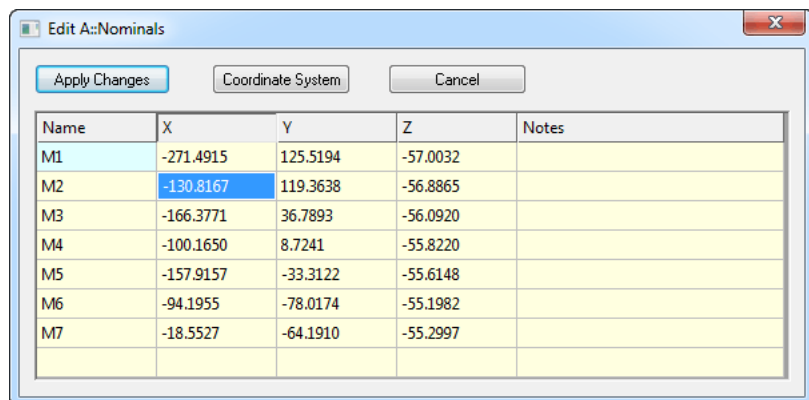 Edit A::Nominals
Apply Changes Coordinate System Cancel
Name X Y Z Notes
M1 -271.4915 125.5194 -57.0032
M2 -130.8167 119.3638 -56.8865
M3 -166.3771 36.7893 -56.0920
M4 -100.1650 8.7241 -55.8220
M5 -157.9157 -33.3122 -55.6148
M6 -94.1955 -78.0174 -55.1982
M7 -18.5527 -64.1910 -55.2997